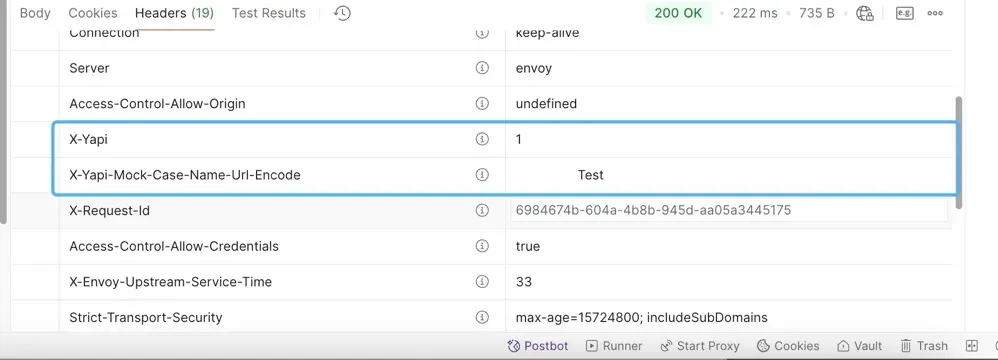 Body Cookies Headers (19) Test Results 200 OK • 222 ms • 735 B e.g.
Connection keep-alive
Server envoy
Access-Control-Allow-Origin undefined
X-Yapi 1
X-Yapi-Mock-Case-Name-Url-Encode Test
X-Request-Id 6984674b-604a-4b8b-945d-aa05a3445175
Access-Control-Allow-Credentials true
X-Envoy-Upstream-Service-Time 33
Strict-Transport-Security max-age=15724800; includeSubDomains
Postbot Runner Start Proxy Cookies Vault Trash